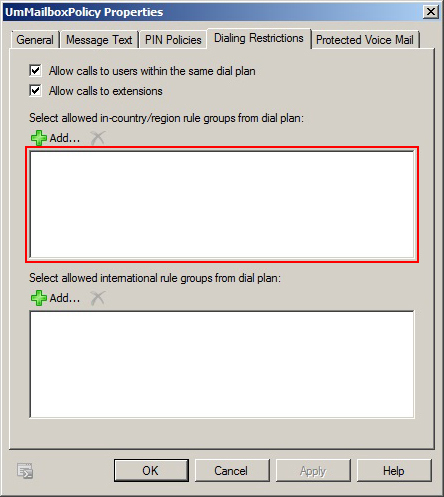 UmMailboxPolicy Properties
General Message Text PIN Policies Dialing Restrictions Protected Voice Mail
Allow calls to users within the same dial plan
Allow calls to extensions
Select allowed in-country/region rule groups from dial plan:
Add...
Select allowed international rule groups from dial plan:
Add...
OK Cancel Apply Help